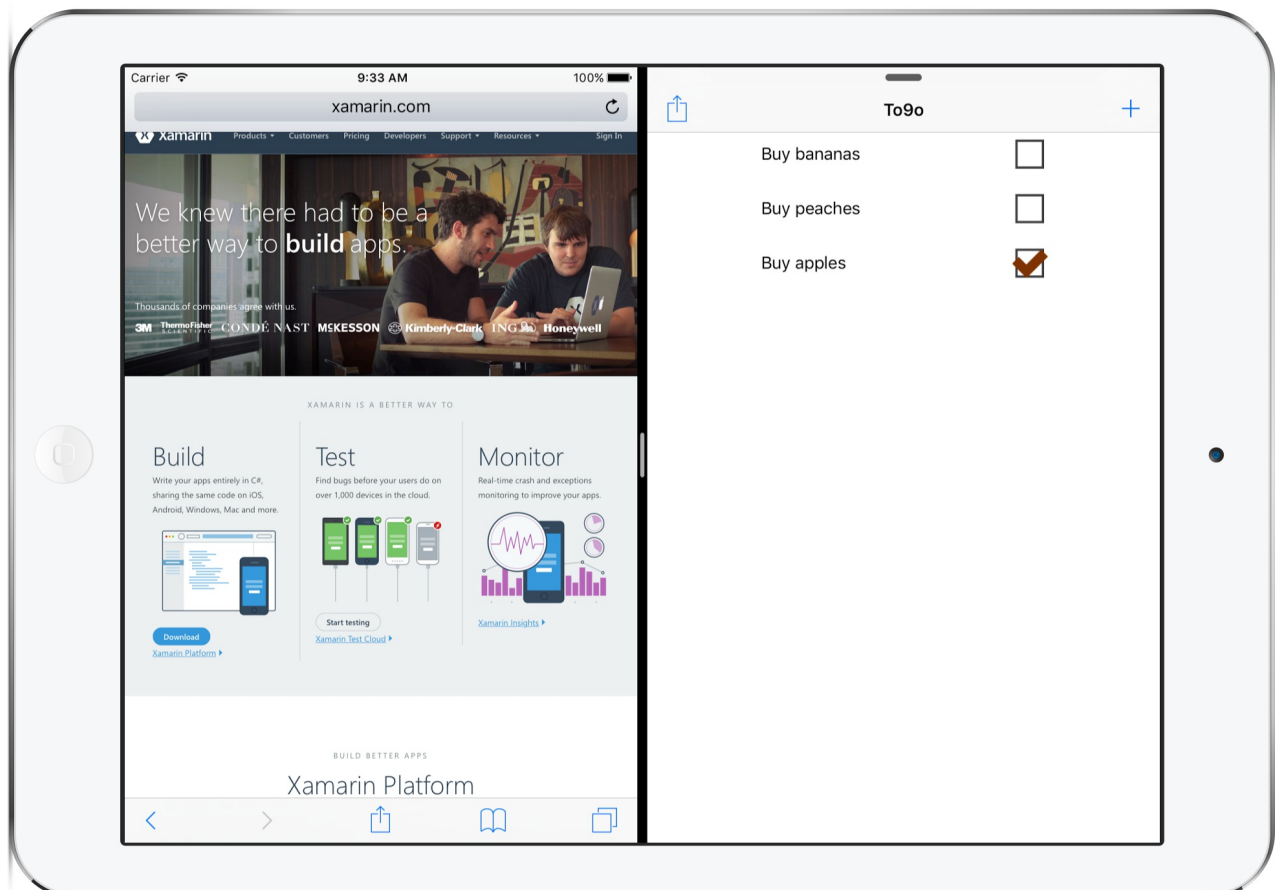 Carrier
9:33 AM
100%
xamarin.com
Xamarin
Products
Customers
Pricing
Developers
Support
Resources
Sign In
We knew there had to be a
better way to build apps.
Thousands of companies agree with us.
3M ThermoFisher SCIENTIFIC CONDÉ NAST McKESSON Kimberly-Clark ING Honeywell
XAMARIN IS A BETTER WAY TO
Build
Write your apps entirely in C#,
sharing the same code on iOS,
Android, Windows, Mac and more.
Download
Xamarin Platform
Test
Find bugs before your users do on
over 1,000 devices in the cloud.
Start testing
Xamarin Test Cloud
Monitor
Real-time crash and exceptions
monitoring to improve your apps.
Xamarin Insights
BUILD BETTER APPS
Xamarin Platform
To9o
Buy bananas
Buy peaches
Buy apples